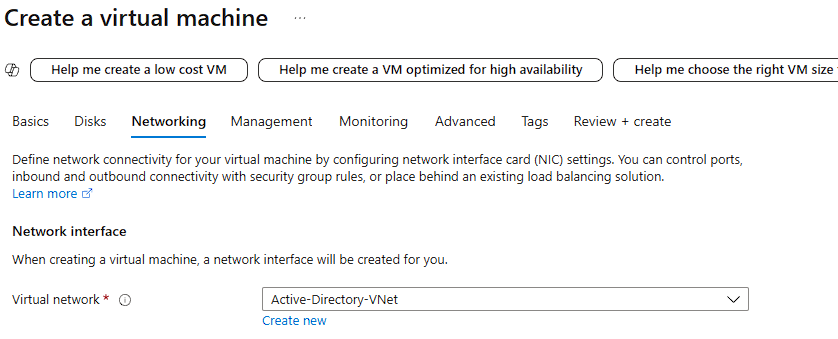 Create a virtual machine ...
Help me create a low cost VM Help me create a VM optimized for high availability Help me choose the right VM size
Basics Disks Networking Management Monitoring Advanced Tags Review + create
Define network connectivity for your virtual machine by configuring network interface card (NIC) settings. You can control ports,
inbound and outbound connectivity with security group rules, or place behind an existing load balancing solution.
Learn more
Network interface
When creating a virtual machine, a network interface will be created for you.
Virtual network * Active-Directory-VNet
Create new